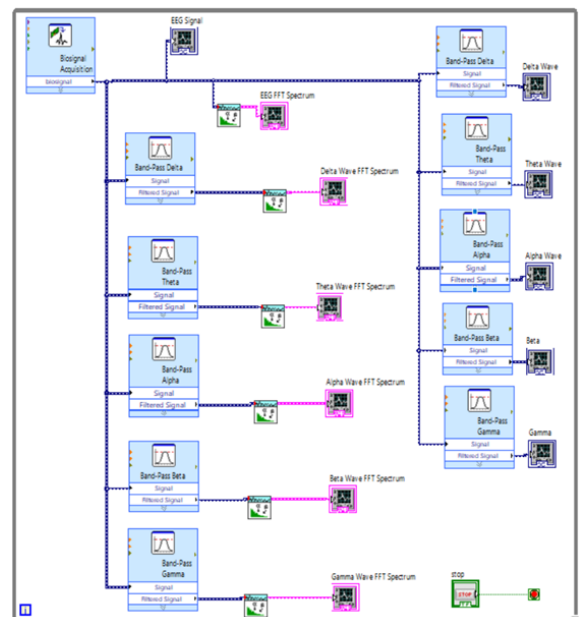 EEG Signal
Biosignal
Acquisition
biosignal
EEG FFT Spectrum
Band-Pass Delta
Signal
Filtered Signal
Delta Wave
Band-Pass Delta
Signal
Filtered Signal
Delta Wave FFT Spectrum
Band-Pass
Theta
Signal
Filtered Signal
Theta Wave
Band-Pass
Theta
Signal
Filtered Signal
Theta Wave FFT Spectrum
Band-Pass
Alpha
Signal
Filtered Signal
Alpha Wave
Band-Pass
Alpha
Signal
Filtered Signal
Alpha Wave FFT Spectrum
Band-Pass Beta
Signal
Filtered Signal
Beta
Band-Pass Beta
Signal
Filtered Signal
Beta Wave FFT Spectrum
Band-Pass
Gamma
Signal
Filtered Signal
Gamma
Band-Pass
Gamma
Signal
Filtered Signal
Gamma Wave FFT Spectrum
stop
STOP
i